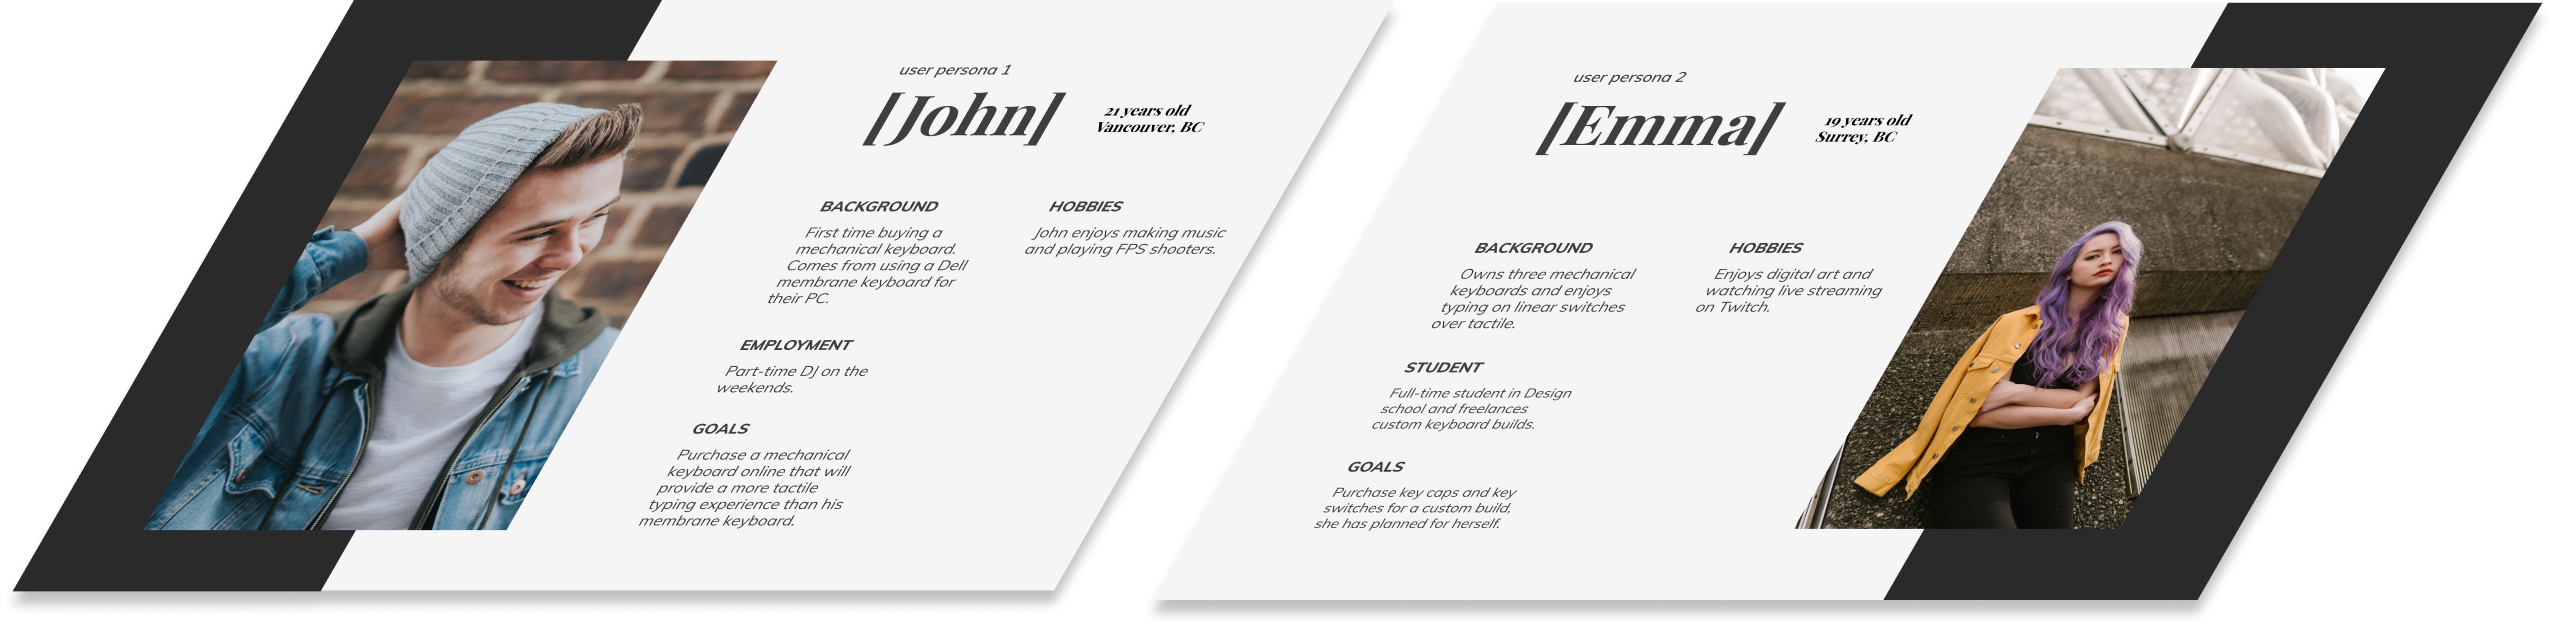 user persona 1
[John]
21 years old
Vancouver, BC
BACKGROUND
First time buying a
mechanical keyboard.
Comes from using a Dell
membrane keyboard for
their PC.
HOBBIES
John enjoys making music
and playing FPS shooters.
EMPLOYMENT
Part-time DJ on the
weekends.
GOALS
Purchase a mechanical
keyboard online that will
provide a more tactile
typing experience than his
membrane keyboard.
user persona 2
[Emma]
19 years old
Surrey, BC
BACKGROUND
Owns three mechanical
keyboards and enjoys
typing on linear switches
over tactile.
HOBBIES
Enjoys digital art and
watching live streaming
on Twitch.
STUDENT
Full-time student in Design
school and freelances
custom keyboard builds.
GOALS
Purchase key caps and key
switches for a custom build,
she has planned for herself.